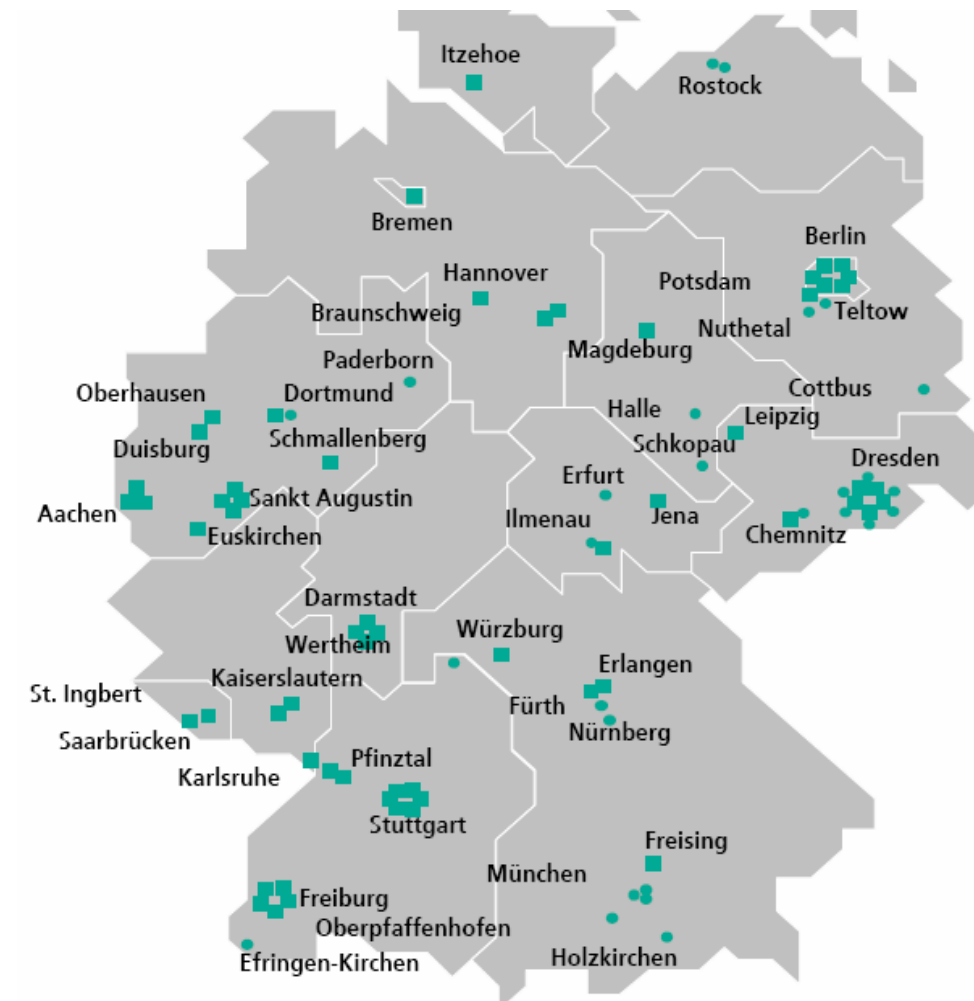 Itzehoe
Rostock
Bremen
Berlin
Hannover
Potsdam
Braunschweig
Teltow
Nuthetal
Magdeburg
Paderborn
Oberhausen
Dortmund
Cottbus
Halle
Leipzig
Duisburg
Schmallenberg
Schkopau
Dresden
Erfurt
Sankt Augustin
Aachen
Ilmenau
Jena
Euskirchen
Chemnitz
Darmstadt
Würzburg
Wertheim
Erlangen
Kaiserslautern
St. Ingbert
Fürth
Nürnberg
Saarbrücken
Pfinztal
Karlsruhe
Stuttgart
Freising
München
Freiburg
Oberpfaffenhofen
Holzkirchen
Efringen-Kirchen